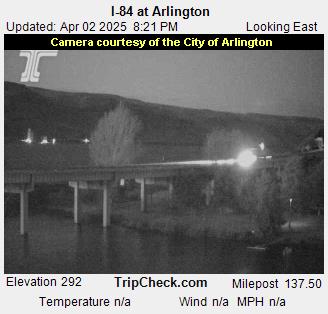 I-84 at Arlington
Updated: Apr 02 2025 8:21 PM Looking East
Camera courtesy of the City of Arlington
Elevation 292 TripCheck.com Milepost 137.50
Temperature n/a Wind n/a MPH n/a